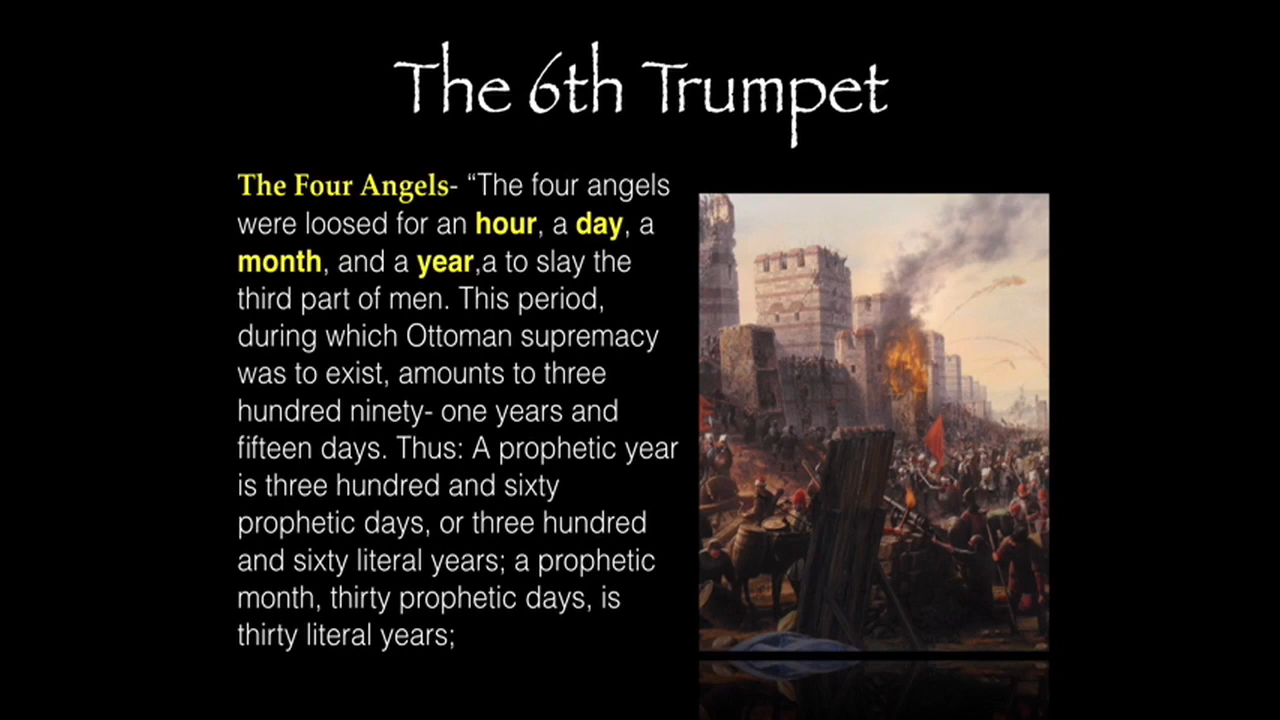 The 6th Trumpet
The Four Angels- “The four angels
were loosed for an hour, a day, a
month, and a year,a to slay the
third part of men. This period,
during which Ottoman supremacy
was to exist, amounts to three
hundred ninety- one years and
fifteen days. Thus: A prophetic year
is three hundred and sixty
prophetic days, or three hundred
and sixty literal years; a prophetic
month, thirty prophetic days, is
thirty literal years;